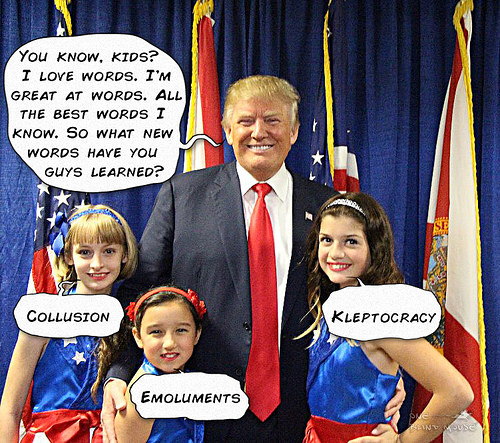 You know, kids?
I love words. I'm
great at words. All
the best words I
know. So what new
words have you
guys learned?
Collusion
Kleptocracy
Emoluments